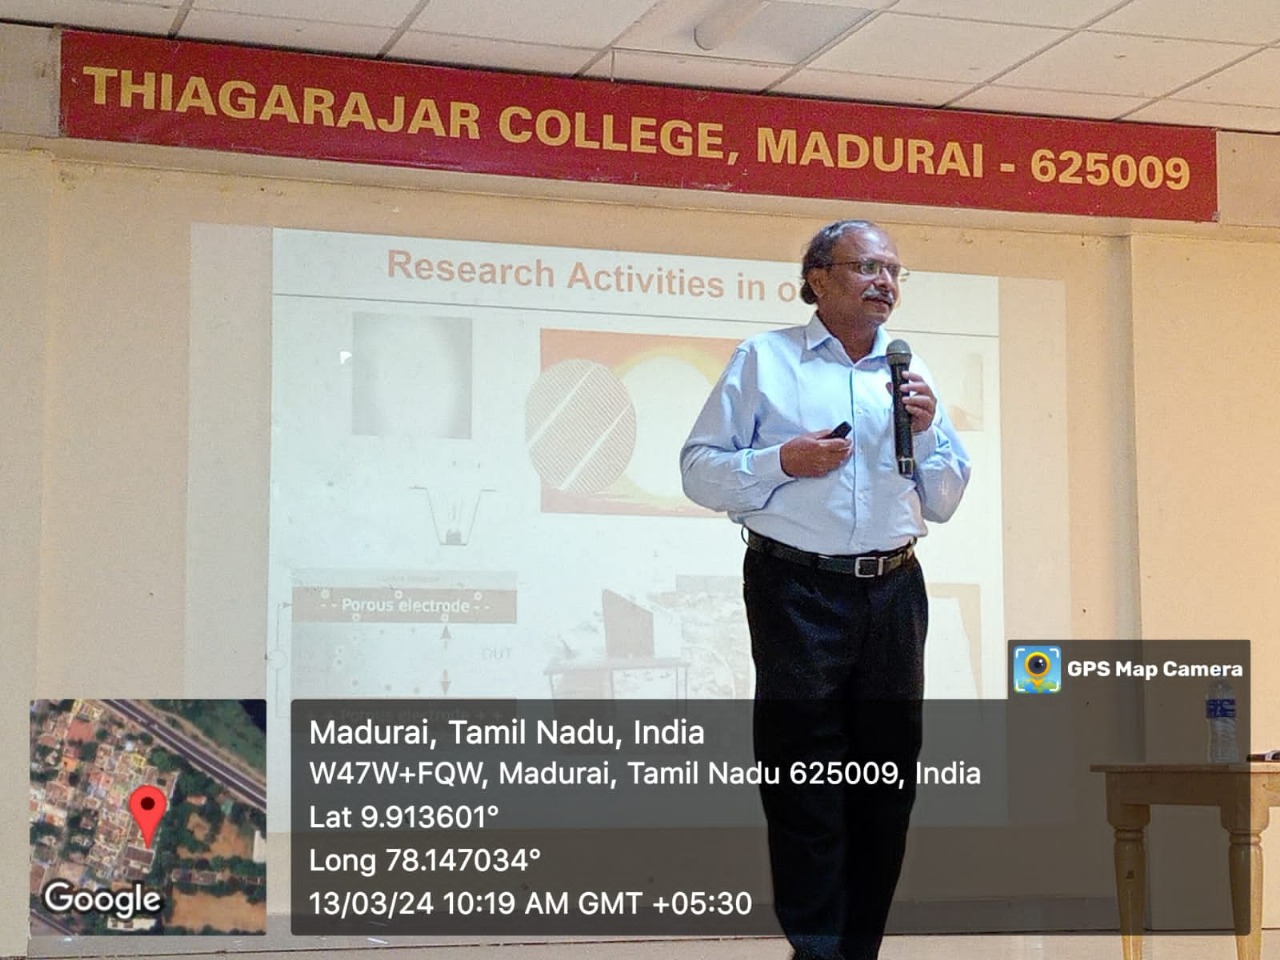 THIAGARAJAR COLLEGE, MADURAI - 625009
Research Activities in
- - Porous electrode - -
OUT
GPS Map Camera
Madurai, Tamil Nadu, India
W47W+FQW, Madurai, Tamil Nadu 625009, India
Lat 9.913601°
Long 78.147034°
13/03/24 10:19 AM GMT +05:30
Google